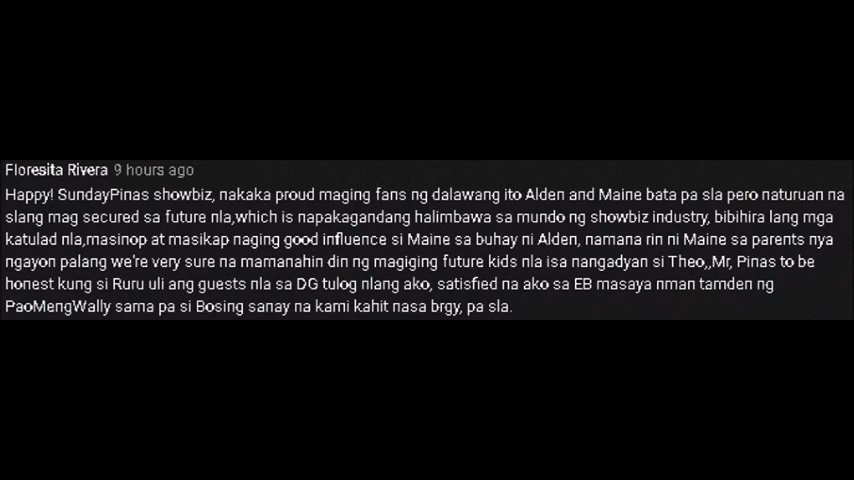 Floresita Rivera 9 hours ago
Happy! SundayPinas showbiz, nakaka proud maging fans ng dalawang ito Alden and Maine bata pa sla pero naturuan na
slang mag secured sa future nla,which is napakagandang halimbawa sa mundo ng showbiz industry, bibihira lang mga
katulad nla,masinop at masikap naging good influence si Maine sa buhay ni Alden, namana rin ni Maine sa parents nya
ngayon palang we're very sure na mamanahin din ng magiging future kids nla isa nangadyan si Theo,,Mr, Pinas to be
honest kung si Ruru uli ang guests nla sa DG tulog nlang ako, satisfied na ako sa EB masaya nman tamden ng
PaoMengWally sama pa si Bosing sanay na kami kahit nasa brgy, pa sla.